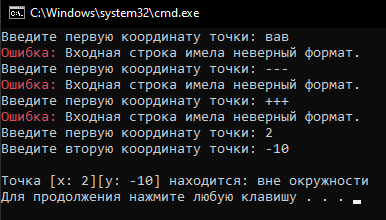 C:\Windows\system32\cmd.exe
Введите первую координату точки: вав
Ошибка: Входная строка имела неверный формат.
Введите первую координату точки: ---
Ошибка: Входная строка имела неверный формат.
Введите первую координату точки: +++
Ошибка: Входная строка имела неверный формат.
Введите первую координату точки: 2
Введите вторую координату точки: -10
Точка [x: 2][y: -10] находится: вне окружности
Для продолжения нажмите любую клавишу . . .